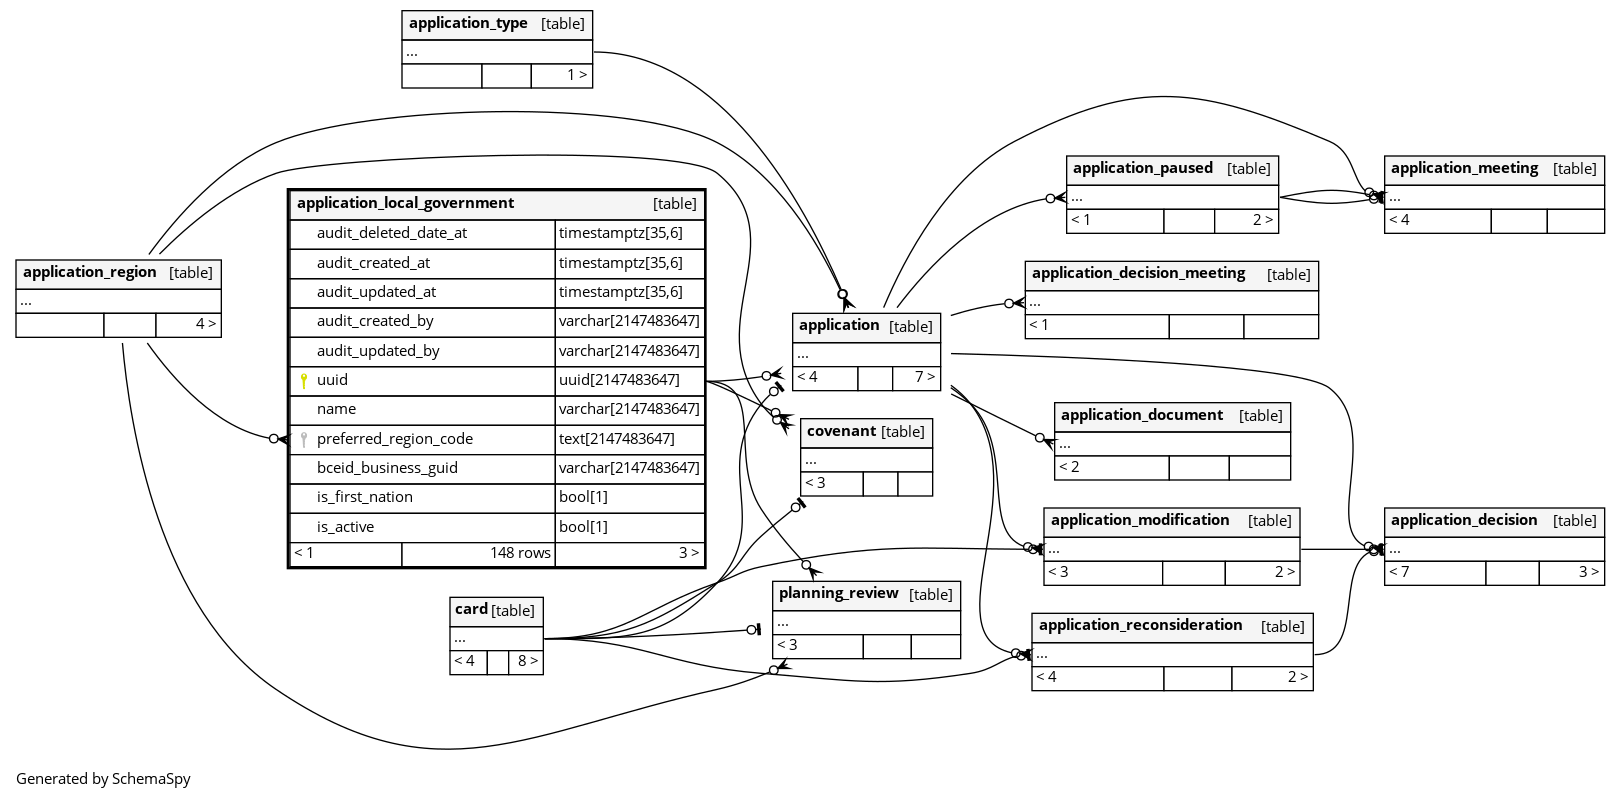 application_type [table]
...
1 >
application_region [table]
...
4 >
application_local_government [table]
audit_deleted_date_at timestamptz[35,6]
audit_created_at timestamptz[35,6]
audit_updated_at timestamptz[35,6]
audit_created_by varchar[2147483647]
audit_updated_by varchar[2147483647]
uuid uuid[2147483647]
name varchar[2147483647]
preferred_region_code text[2147483647]
bceid_business_guid varchar[2147483647]
is_first_nation bool[1]
is_active bool[1]
< 1 148 rows 3 >
card [table]
...
< 4 8 >
application [table]
...
< 4 7 >
covenant [table]
...
< 3
planning_review [table]
...
< 3
application_paused [table]
...
< 1 2 >
application_decision_meeting [table]
...
< 1
application_document [table]
...
< 2
application_modification [table]
...
< 3 2 >
application_reconsideration [table]
...
< 4 2 >
application_meeting [table]
...
< 4
application_decision [table]
...
< 7 3 >
Generated by SchemaSpy